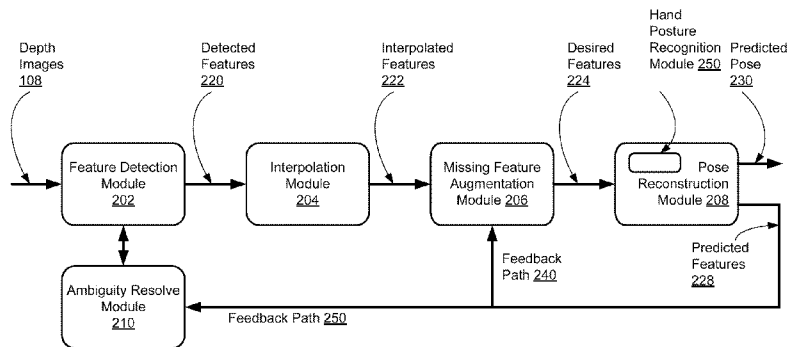 Depth
Images
108
Detected
Features
220
Interpolated
Features
222
Desired
Features
224
Hand
Posture
Recognition
Module 250
Predicted
Pose
230
Feature Detection
Module
202
Interpolation
Module
204
Missing Feature
Augmentation
Module 206
Pose
Reconstruction
Module 208
Feedback
Path 240
Predicted
Features
228
Ambiguity Resolve
Module
210
Feedback Path 250